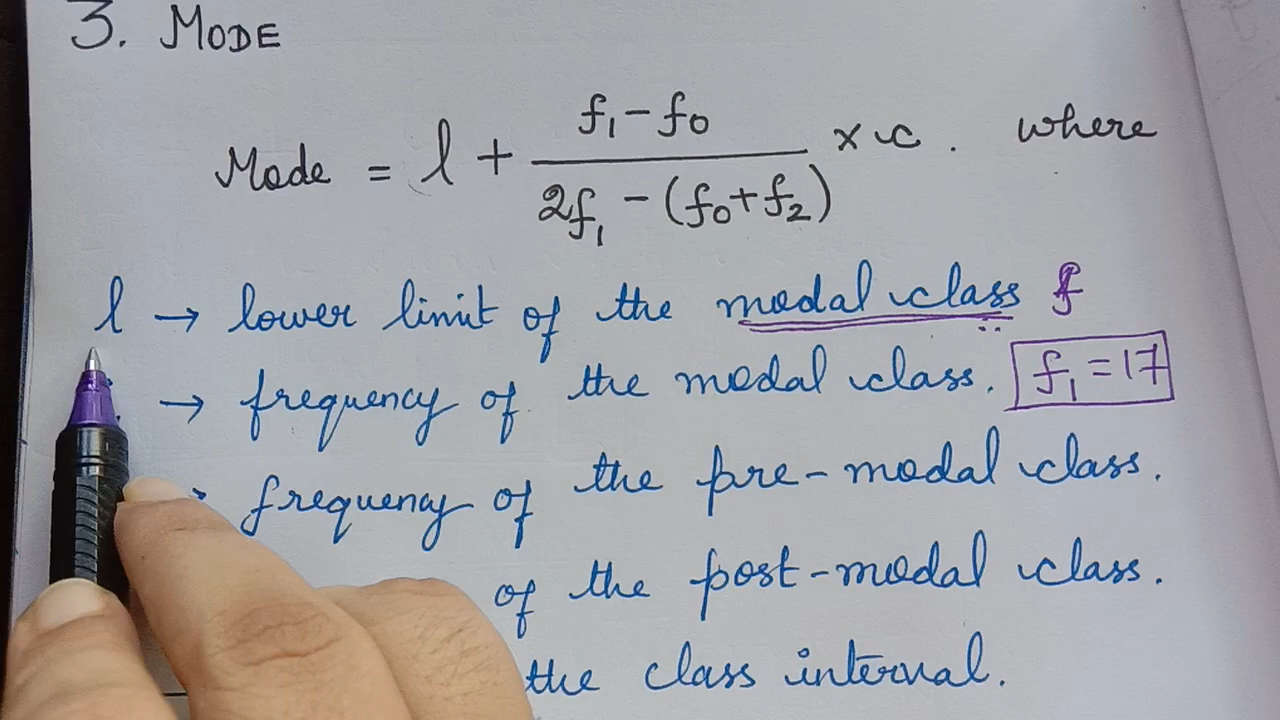 3. MODE
Mode = l + (f₁ - f₀) / (2f₁ - (f₀ + f₂)) × c. where
l → lower limit of the modal class f
→ frequency of the modal class. f₁ = 17
frequency of the pre-modal class.
of the post-modal class.
the class interval.